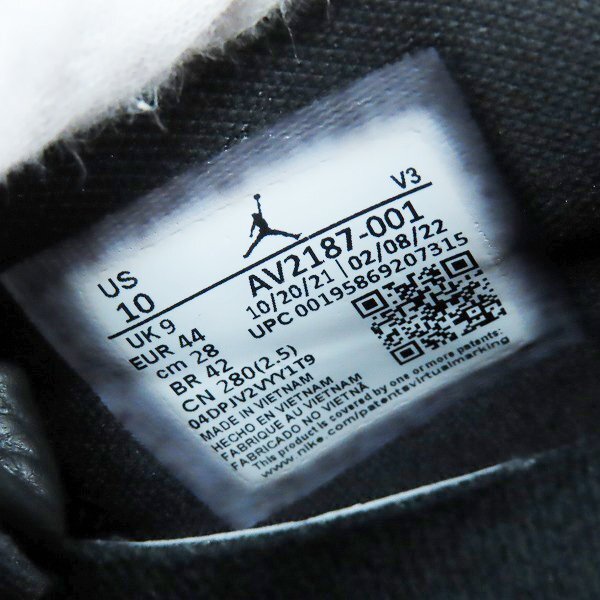 V3
US
10
AV2187-001
10/20/21 | 02/08/22
UPC 00195869207315
UK 9
EUR 44
cm 28
BR 42
CN 280(2.5)
04DPJV2VYY1T9
MADE IN VIETNAM
HECHO EN VIETNAM
FABRIQUE AU VIETNAM
FABRICADO NO VIETNA
This product is covered by one or more patents:
www.nike.com/patentsvirtualmarking